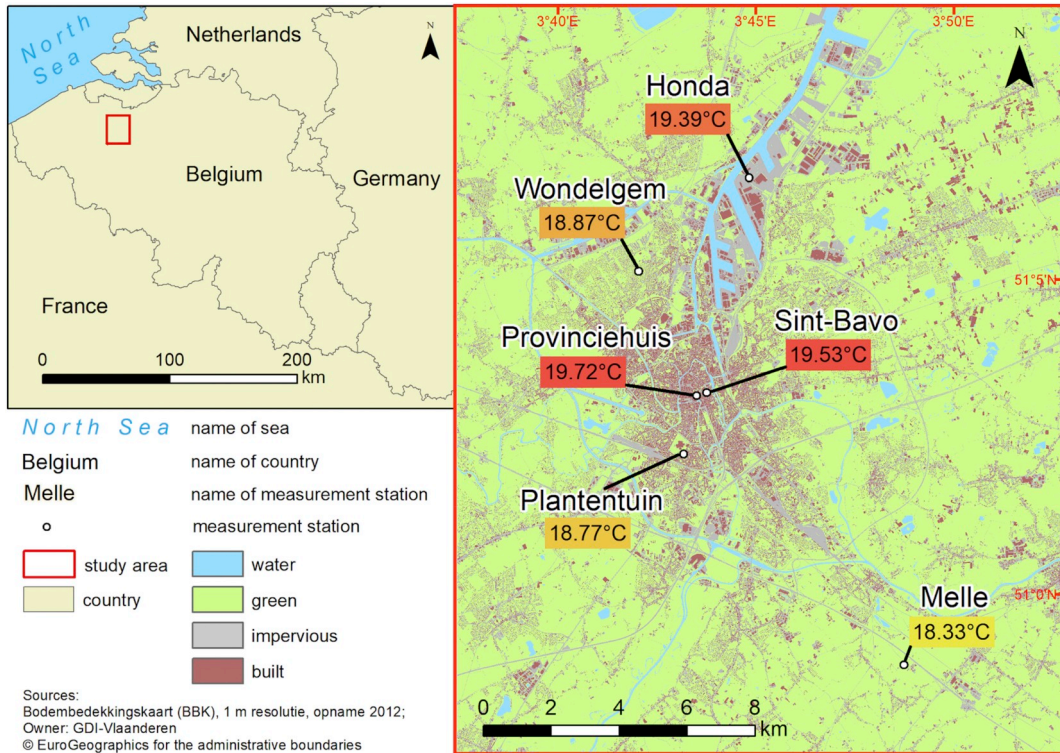 North
Sea
Netherlands
N
Belgium
Germany
France
0 100 200
km
North Sea name of sea
Belgium name of country
Melle name of measurement station
measurement station
study area
country
water
green
impervious
built
Sources:
Bodembedekkingskaart (BBK), 1 m resolutie, opname 2012;
Owner: GDI-Vlaanderen
© EuroGeographics for the administrative boundaries
3°40'E 3°45'E 3°50'E
N
Honda
19.39°C
Wondelgem
18.87°C
51°5'N
Provinciehuis
19.72°C
Sint-Bavo
19.53°C
Plantentuin
18.77°C
51°0'N
Melle
18.33°C
0 2 4 6 8
km